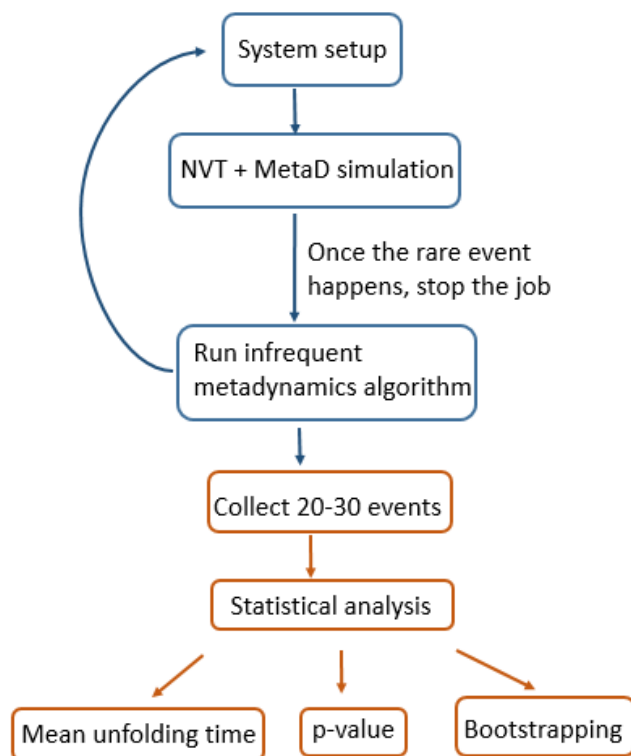 System setup
NVT + MetaD simulation
Once the rare event
happens, stop the job
Run infrequent
metadynamics algorithm
Collect 20-30 events
Statistical analysis
Mean unfolding time
p-value
Bootstrapping